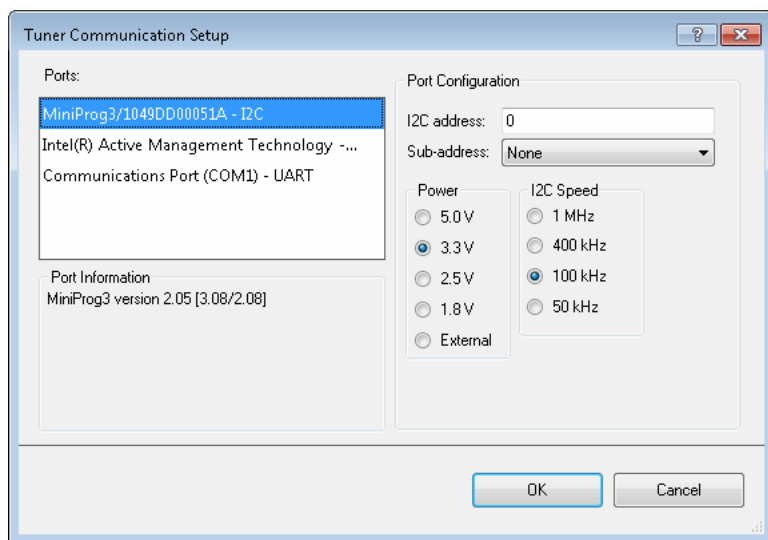 Tuner Communication Setup
Ports:
MiniProg3/1049DD00051A - I2C
Intel(R) Active Management Technology -...
Communications Port (COM1) - UART
Port Information
MiniProg3 version 2.05 [3.08/2.08]
Port Configuration
I2C address: 0
Sub-address: None
Power
5.0 V
3.3 V
2.5 V
1.8 V
External
I2C Speed
1 MHz
400 kHz
100 kHz
50 kHz
OK
Cancel